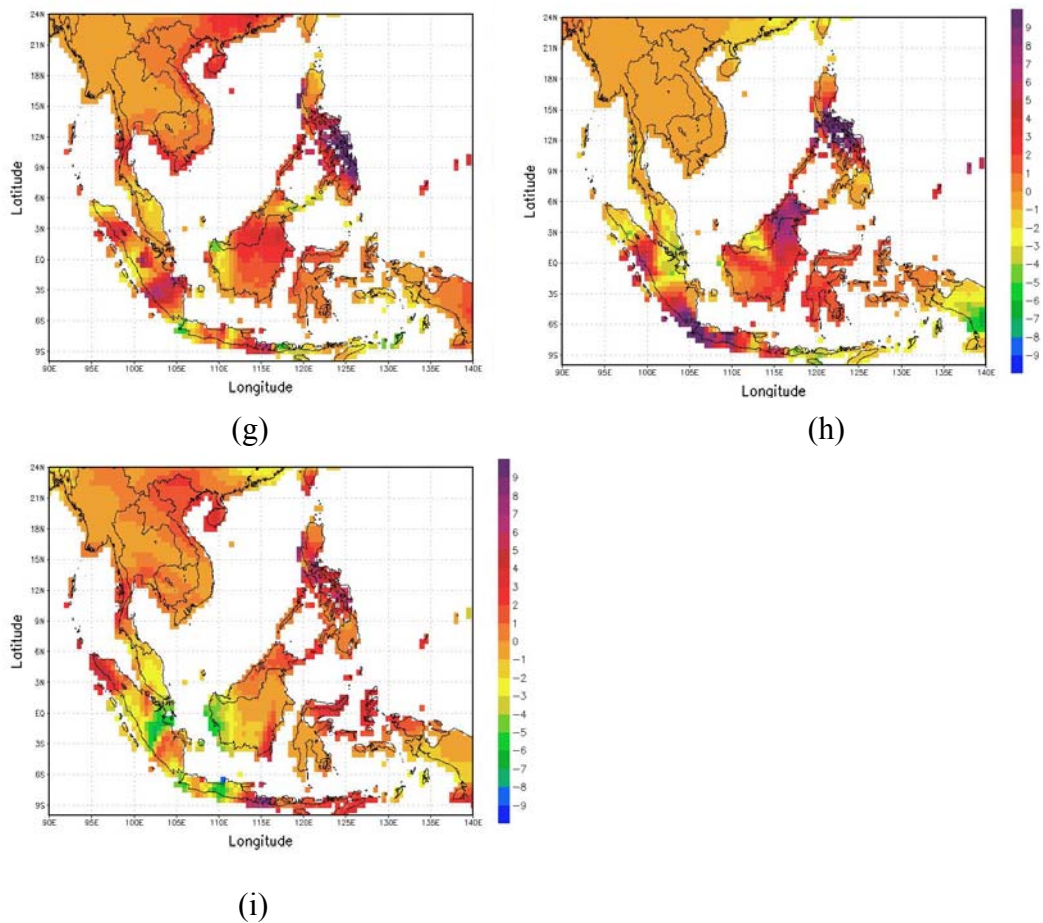 24N
21N
18N
15N
12N
9N
6N
3N
EQ
3S
6S
9S
Latitude
90E 95E 100E 105E 110E 115E 120E 125E 130E 135E 140E
Longitude
(g)
24N
21N
18N
15N
12N
9N
6N
3N
EQ
3S
6S
9S
Latitude
90E 95E 100E 105E 110E 115E 120E 125E 130E 135E 140E
Longitude
9
8
7
6
5
4
3
2
1
0
-1
-2
-3
-4
-5
-6
-7
-8
-9
(h)
24N
21N
18N
15N
12N
9N
6N
3N
EQ
3S
6S
9S
Latitude
90E 95E 100E 105E 110E 115E 120E 125E 130E 135E 140E
Longitude
9
8
7
6
5
4
3
2
1
0
-1
-2
-3
-4
-5
-6
-7
-8
-9
(i)